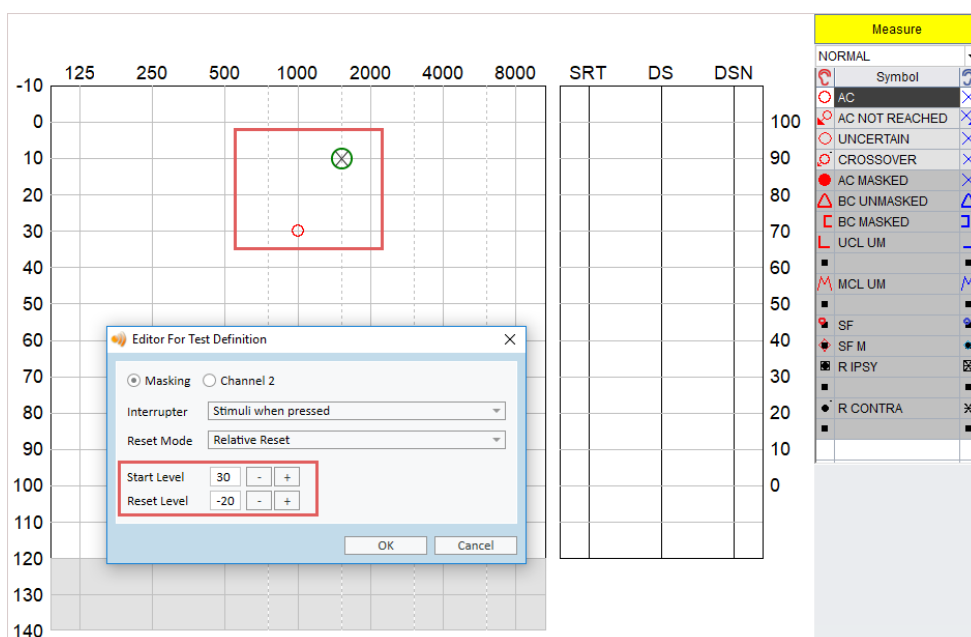 Measure
NORMAL
Symbol
AC
AC NOT REACHED
UNCERTAIN
CROSSOVER
AC MASKED
BC UNMASKED
BC MASKED
UCL UM
MCL UM
SF
SF M
R IPSY
R CONTRA
125 250 500 1000 2000 4000 8000 SRT DS DSN
-10
0 100
10 90
20 80
30 70
40 60
50 50
60 40
70 30
80 20
90 10
100 0
110
120
130
140
Editor For Test Definition
Masking Channel 2
Interrupter Stimuli when pressed
Reset Mode Relative Reset
Start Level 30 - +
Reset Level -20 - +
OK Cancel